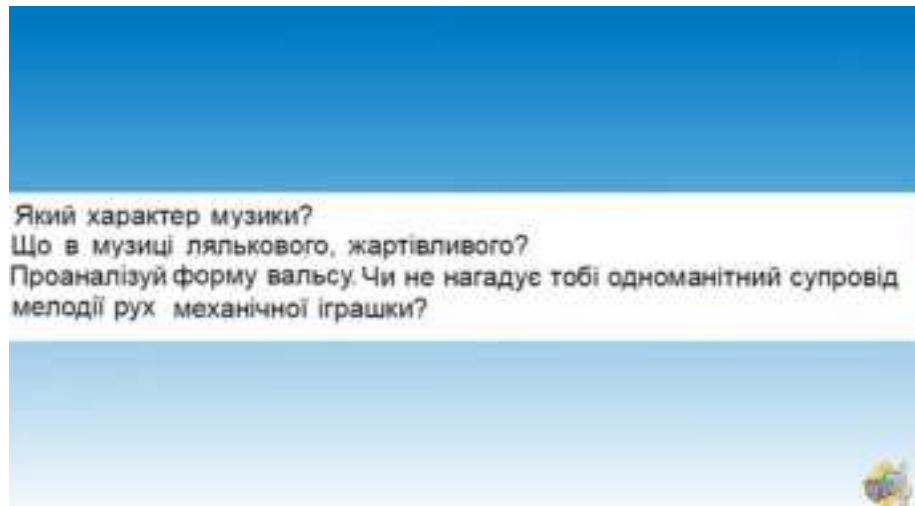 Який характер музики?
Що в музиці лялькового, жартівливого?
Проаналізуй форму вальсу. Чи не нагадує тобі одноманітний супровід
мелодії рух механічної іграшки?